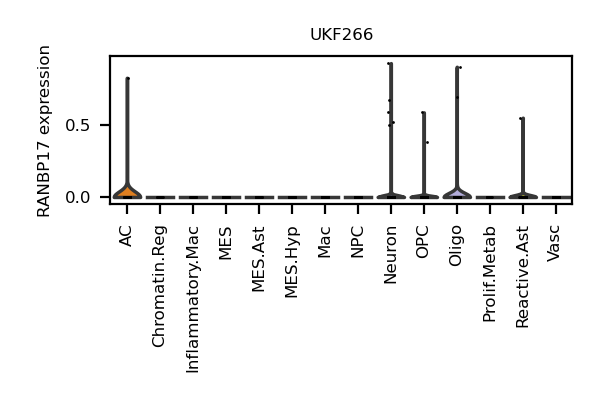 UKF266
RANBP17 expression
0.5
0.0
AC
Chromatin.Reg
Inflammatory.Mac
MES
MES.Ast
MES.Hyp
Mac
NPC
Neuron
OPC
Oligo
Prolif.Metab
Reactive.Ast
Vasc